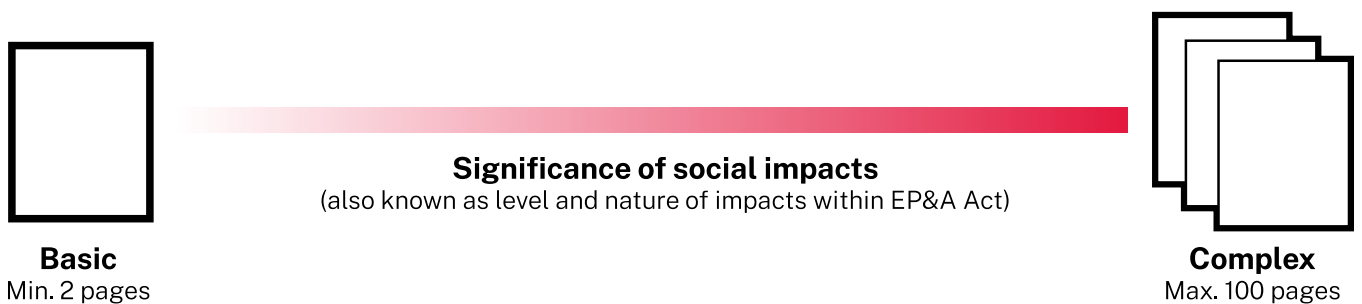 Significance of social impacts
(also known as level and nature of impacts within EP&A Act)
Basic
Min. 2 pages
Complex
Max. 100 pages